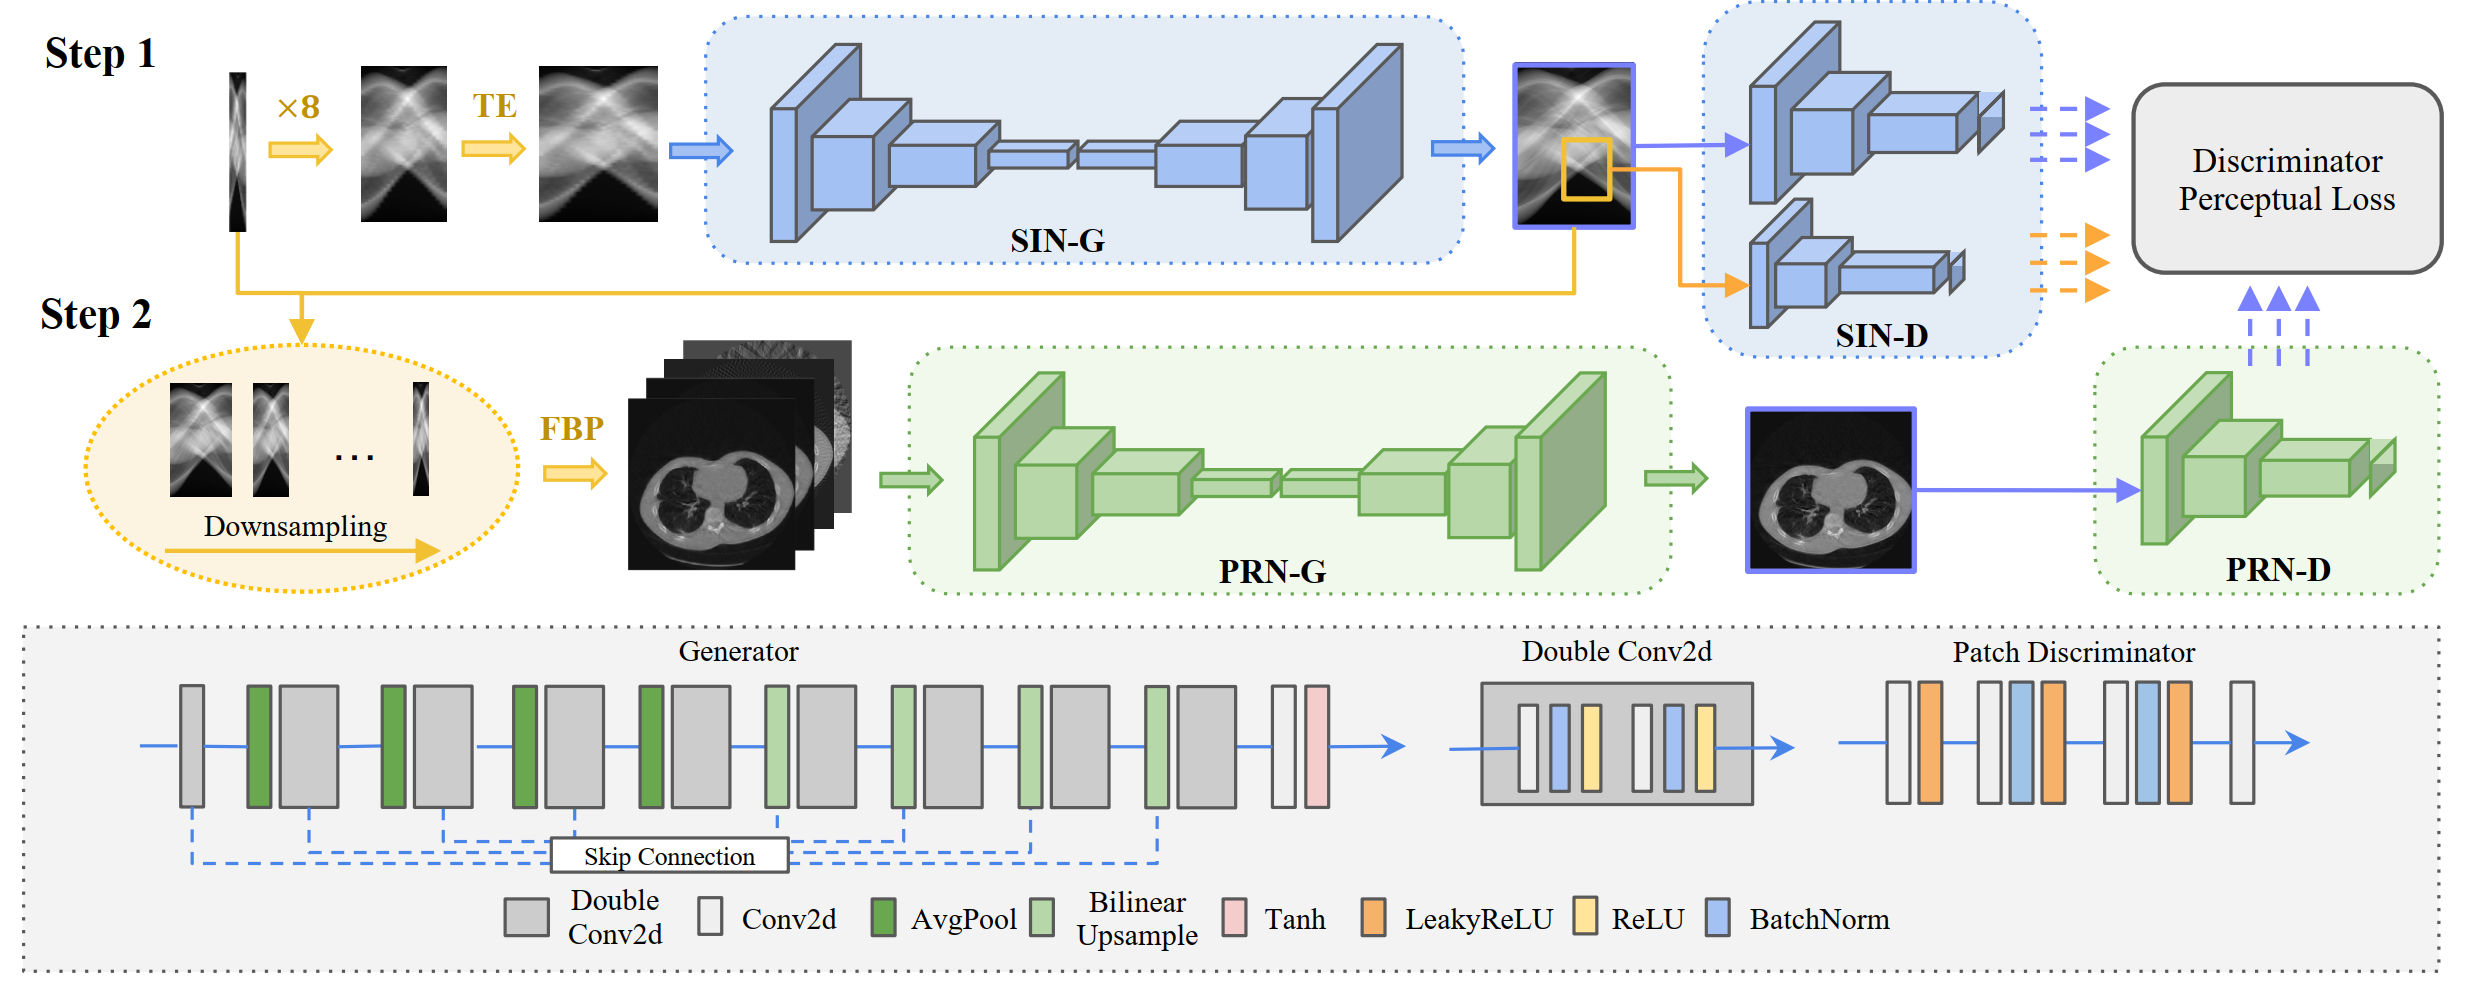 Step 1
×8
TE
SIN-G
SIN-D
Discriminator
Perceptual Loss
Step 2
Downsampling
...
FBP
PRN-G
PRN-D
Generator
Double Conv2d
Patch Discriminator
Skip Connection
Double
Conv2d
Conv2d
AvgPool
Bilinear
Upsample
Tanh
LeakyReLU
ReLU
BatchNorm